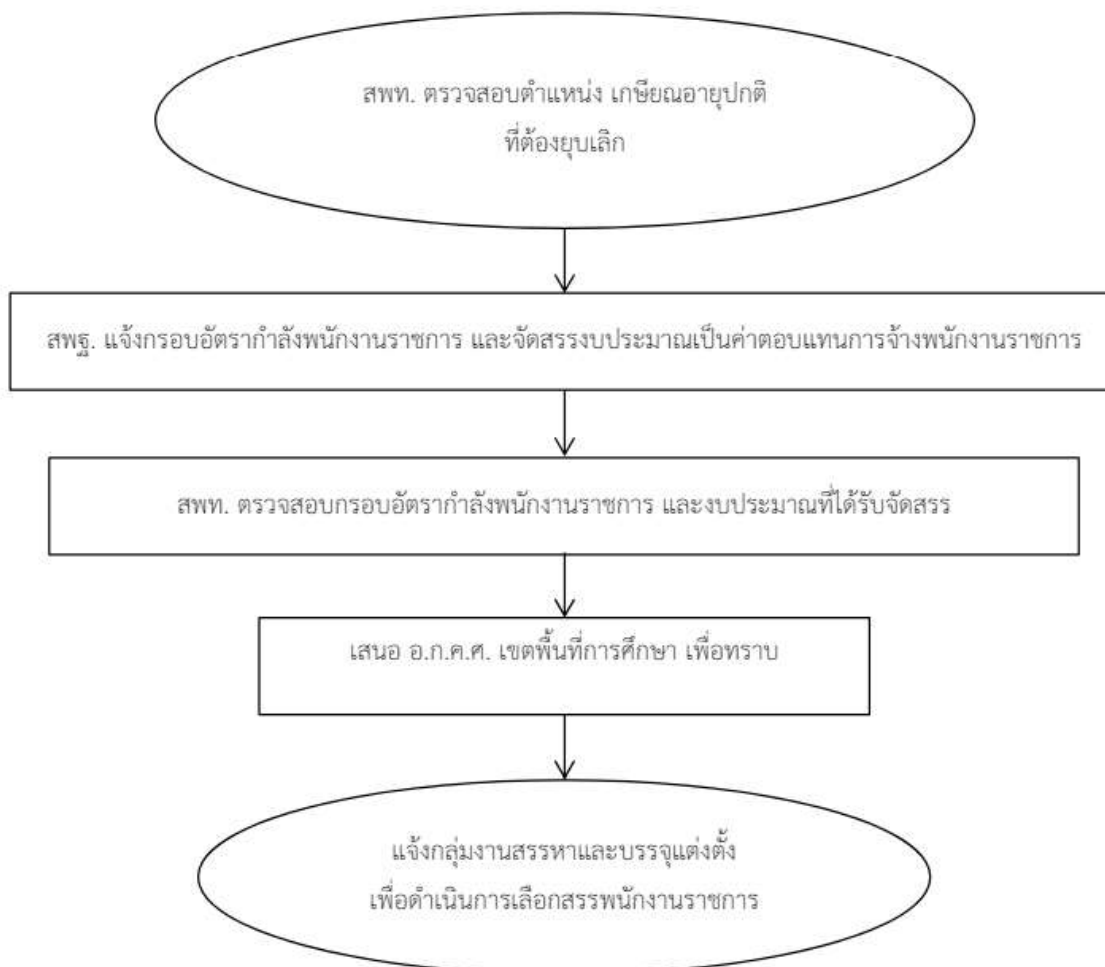 สพท. ตรวจสอบตำแหน่ง เกษียณอายุปกติ
ที่ต้องยุบเลิก
สพฐ. แจ้งกรอบอัตรากำลังพนักงานราชการ และจัดสรรงบประมาณเป็นค่าตอบแทนการจ้างพนักงานราชการ
สพท. ตรวจสอบกรอบอัตรากำลังพนักงานราชการ และงบประมาณที่ได้รับจัดสรร
เสนอ อ.ก.ค.ศ. เขตพื้นที่การศึกษา เพื่อทราบ
แจ้งกลุ่มงานสรรหาและบรรจุแต่งตั้ง
เพื่อดำเนินการเลือกสรรพนักงานราชการ